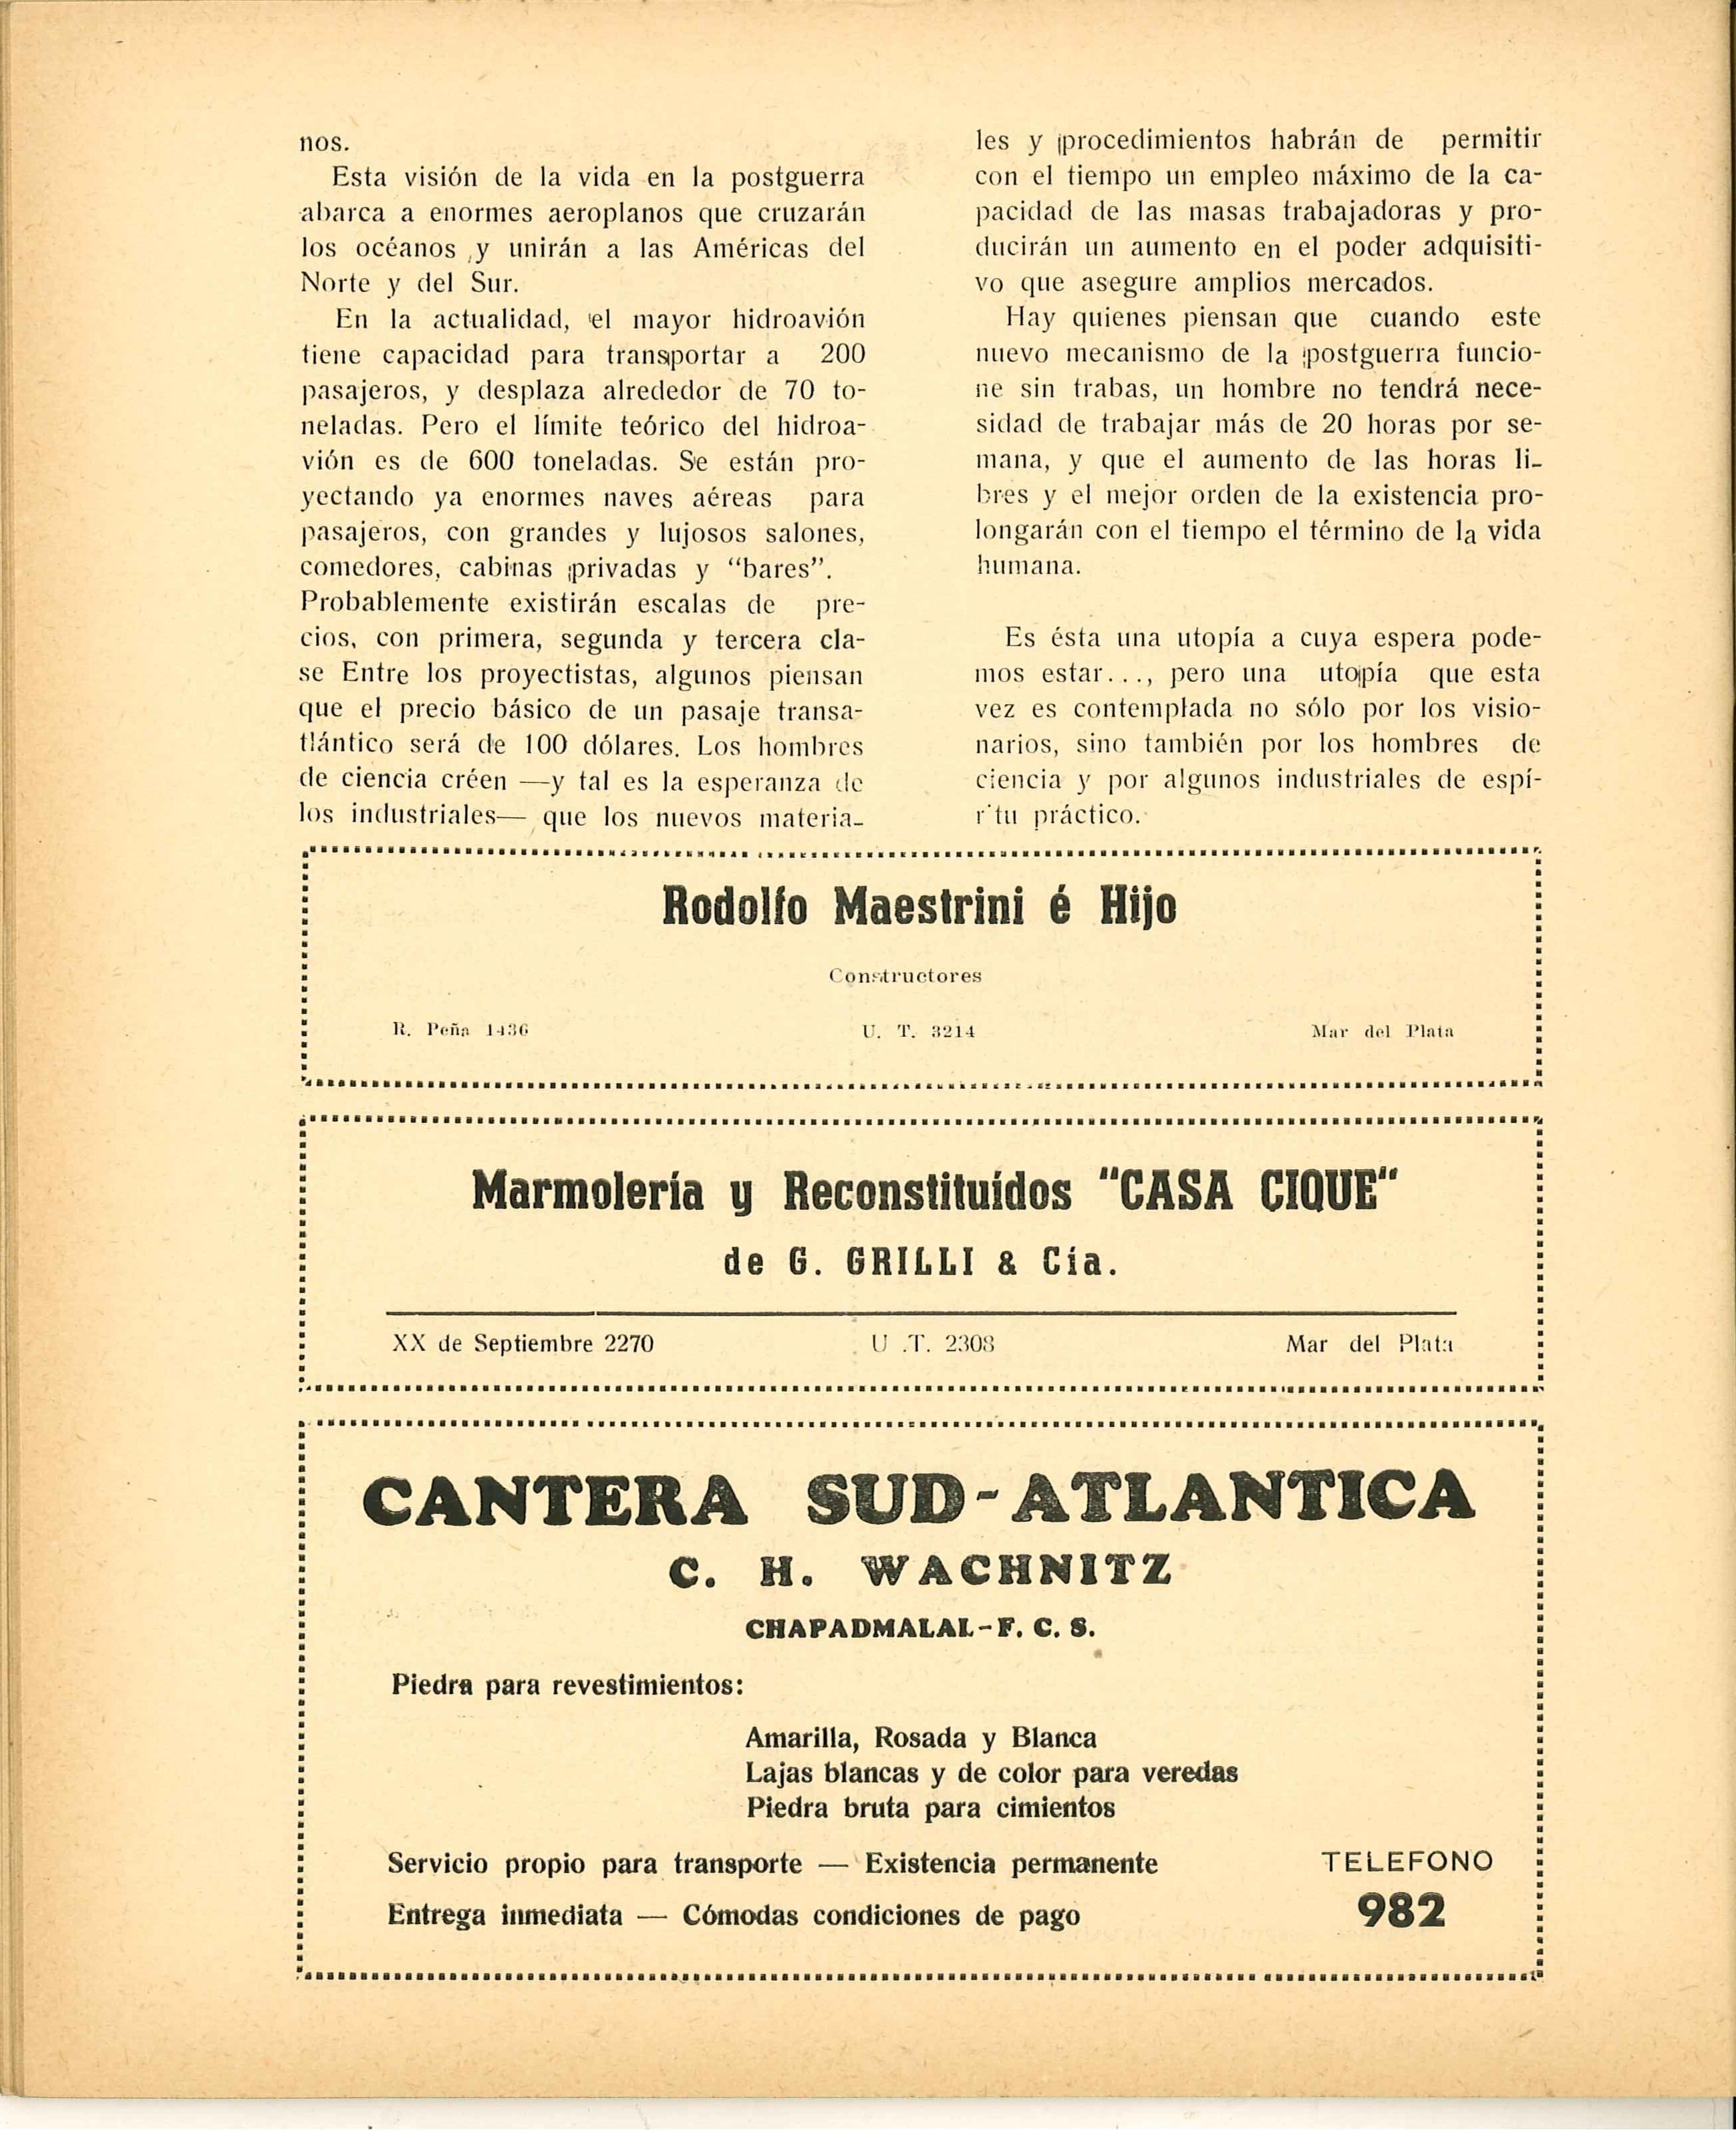 nos.
Esta visión de la vida en la postguerra
abarca a enormes aeroplanos que cruzarán
los océanos y unirán a las Américas del
Norte y del Sur.
En la actualidad, el mayor hidroavión
tiene capacidad para transportar a 200
pasajeros, y desplaza alrededor de 70 to-
neladas. Pero el límite teórico del hidroa-
vión es de 600 toneladas. Se están pro-
yectando ya enormes naves aéreas para
pasajeros, con grandes y lujosos salones,
comedores, cabinas privadas y “bares”.
Probablemente existirán escalas de pre-
cios, con primera, segunda y tercera cla-
se Entre los proyectistas, algunos piensan
que el precio básico de un pasaje transa-
tlántico será de 100 dólares. Los hombres
de ciencia créen —y tal es la esperanza de
los industriales— que los nuevos materia-
les y procedimientos habrán de permitir
con el tiempo un empleo máximo de la ca-
pacidad de las masas trabajadoras y pro-
ducirán un aumento en el poder adquisiti-
vo que asegure amplios mercados.
Hay quienes piensan que cuando este
nuevo mecanismo de la postguerra funcio-
ne sin trabas, un hombre no tendrá nece-
sidad de trabajar más de 20 horas por se-
mana, y que el aumento de las horas li-
bres y el mejor orden de la existencia pro-
longarán con el tiempo el término de la vida
humana.
Es ésta una utopía a cuya espera pode-
mos estar..., pero una utopía que esta
vez es contemplada no sólo por los visio-
narios, sino también por los hombres de
ciencia y por algunos industriales de espí-
r'tu práctico.
Rodolfo Maestrini é Hijo
Constructores
R. Peña 1436 U. T. 3214 Mar del Plata
Marmolería y Reconstituídos "CASA CIQUE"
de G. GRILLI & Cía.
XX de Septiembre 2270 U .T. 2308 Mar del Plata
CANTERA SUD-ATLANTICA
C. H. WACHNITZ
CHAPADMALAL-F. C. S.
Piedra para revestimientos:
Amarilla, Rosada y Blanca
Lajas blancas y de color para veredas
Piedra bruta para cimientos
Servicio propio para transporte — Existencia permanente
Entrega inmediata — Cómodas condiciones de pago
TELEFONO
982